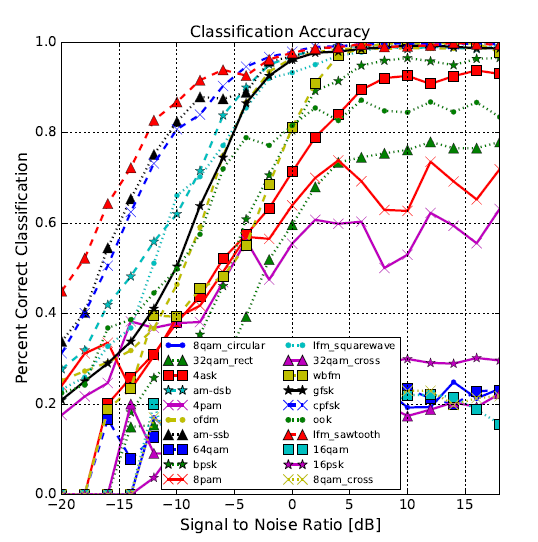 Classification Accuracy
1.0
0.8
0.6
0.4
0.2
0.0
Percent Correct Classification
8qam_circular
32qam_rect
4ask
am-dsb
4pam
ofdm
am-ssb
64qam
bpsk
8pam
lfm_squarewave
32qam_cross
wbfm
gfsk
cpfsk
ook
lfm_sawtooth
16qam
16psk
8qam_cross
−20 −15 −10 −5 0 5 10 15
Signal to Noise Ratio [dB]